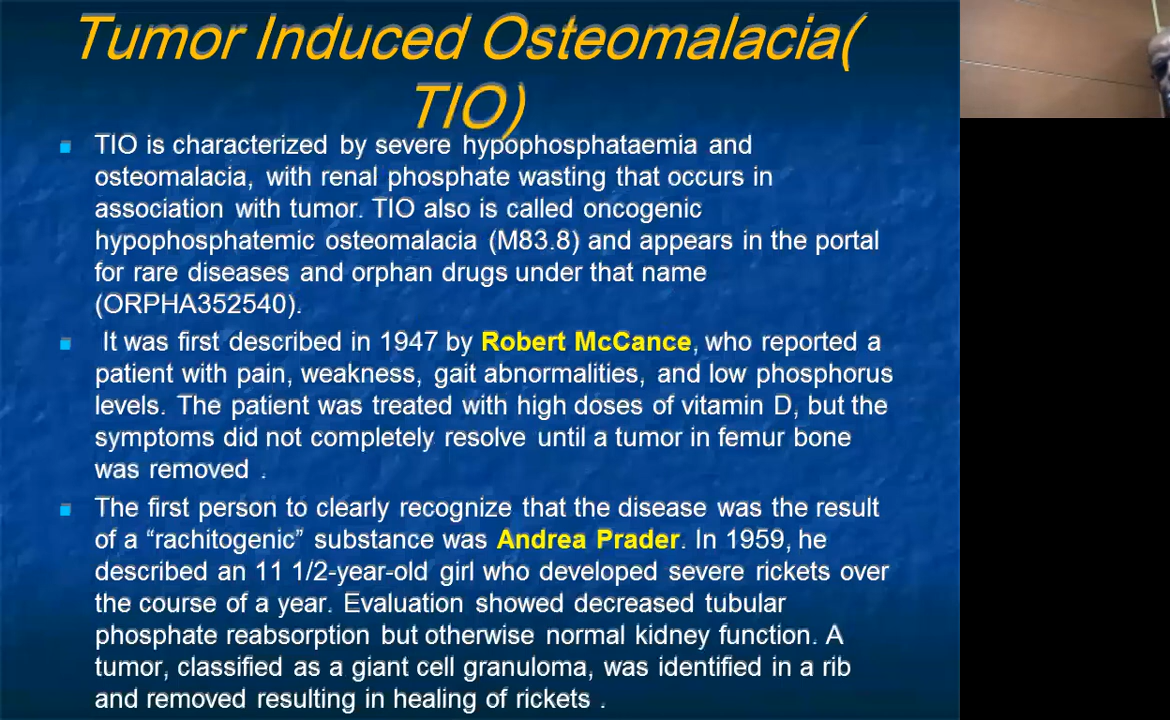 Tumor Induced Osteomalacia(
TIO)
TIO is characterized by severe hypophosphataemia and
osteomalacia, with renal phosphate wasting that occurs in
association with tumor. TIO also is called oncogenic
hypophosphatemic osteomalacia (M83.8) and appears in the portal
for rare diseases and orphan drugs under that name
(ORPHA352540).
It was first described in 1947 by Robert McCance, who reported a
patient with pain, weakness, gait abnormalities, and low phosphorus
levels. The patient was treated with high doses of vitamin D, but the
symptoms did not completely resolve until a tumor in femur bone
was removed .
The first person to clearly recognize that the disease was the result
of a “rachitogenic” substance was Andrea Prader. In 1959, he
described an 11 1/2-year-old girl who developed severe rickets over
the course of a year. Evaluation showed decreased tubular
phosphate reabsorption but otherwise normal kidney function. A
tumor, classified as a giant cell granuloma, was identified in a rib
and removed resulting in healing of rickets .